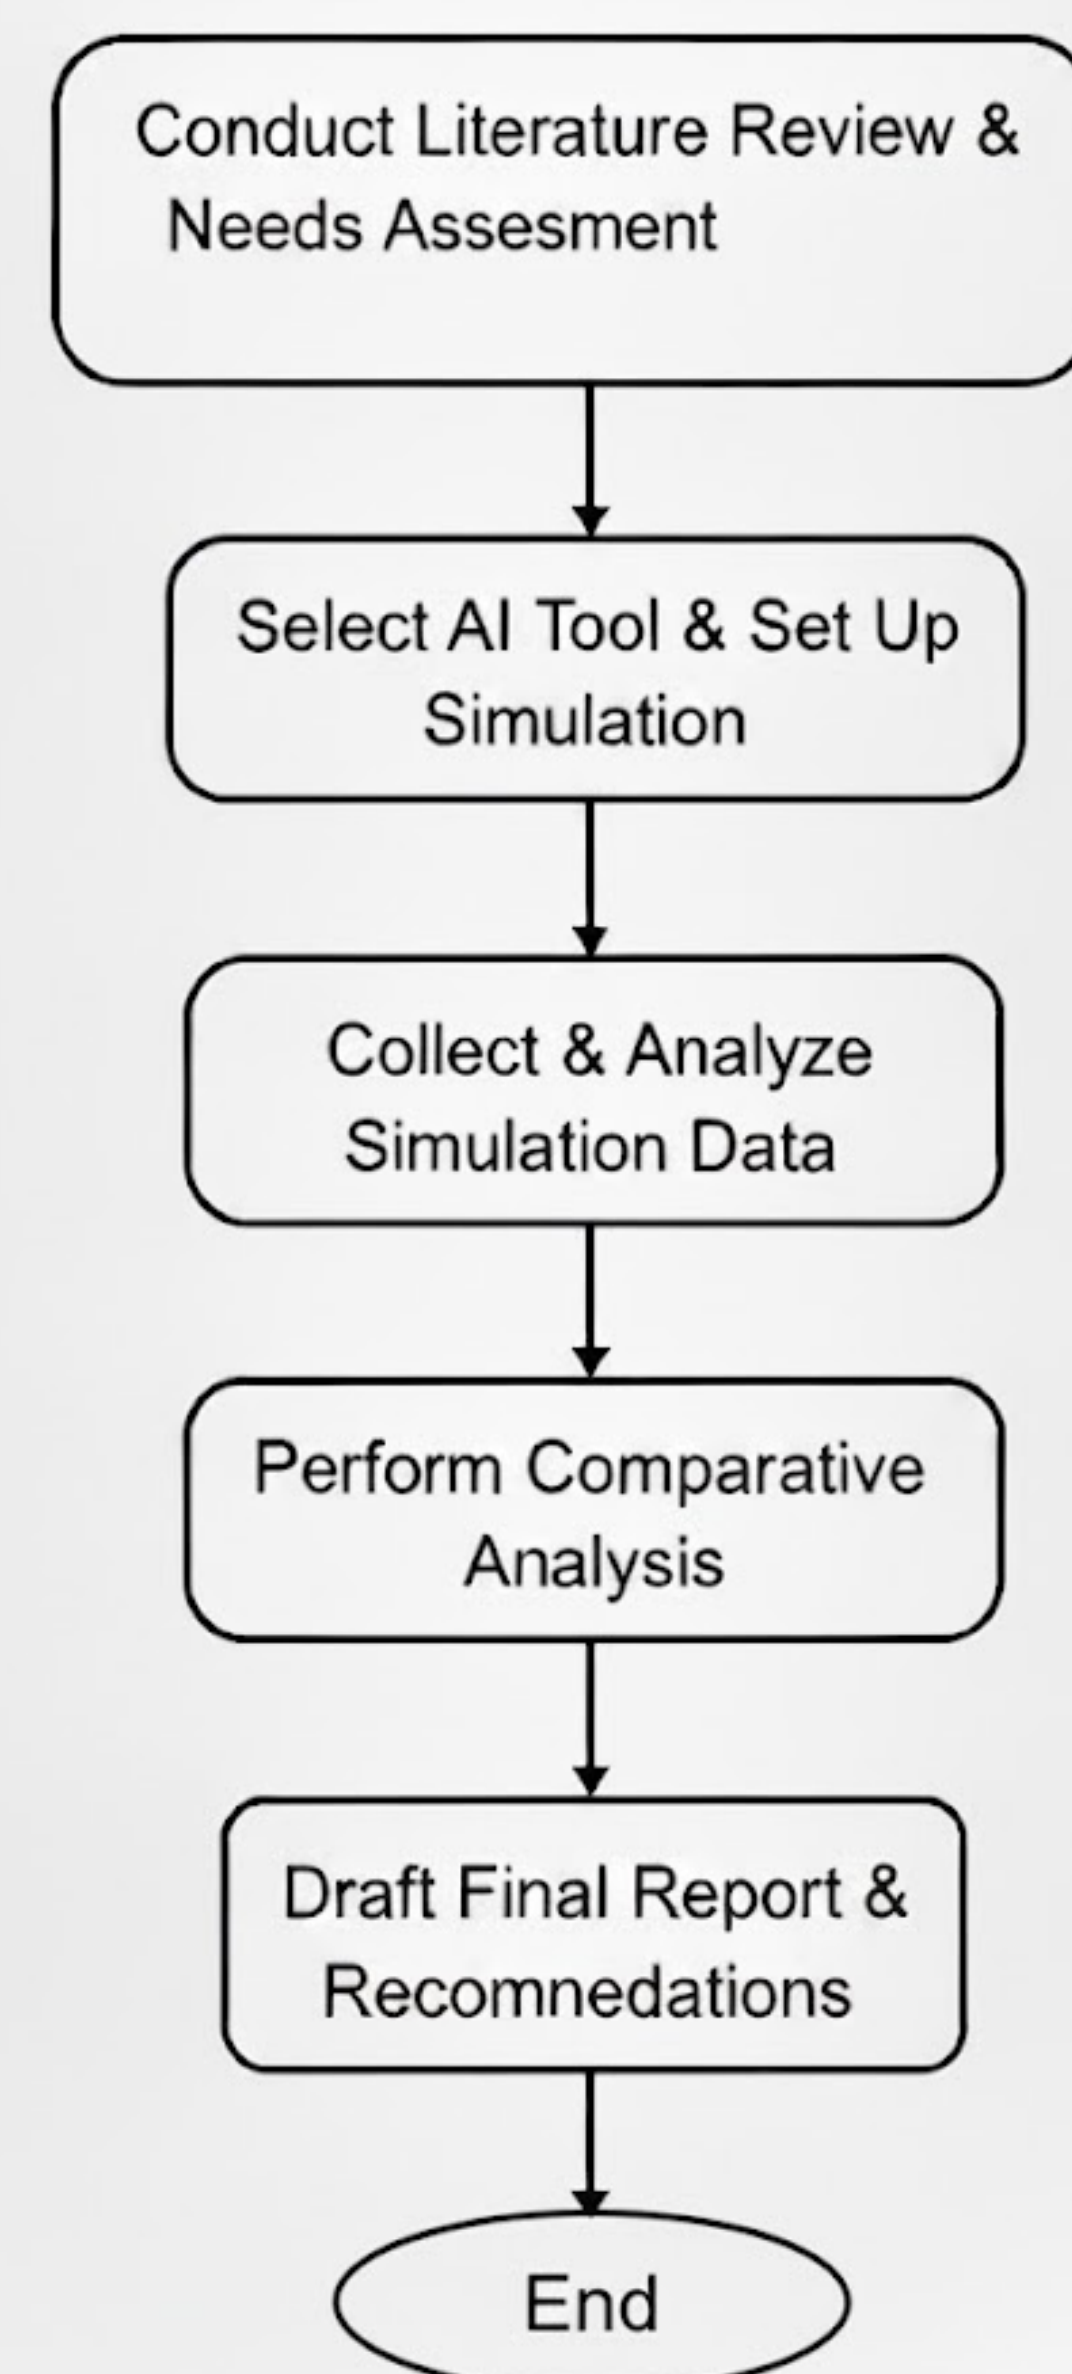 Conduct Literature Review &
Needs Assesment
Select AI Tool & Set Up
Simulation
Collect & Analyze
Simulation Data
Perform Comparative
Analysis
Draft Final Report &
Recomnedations
End